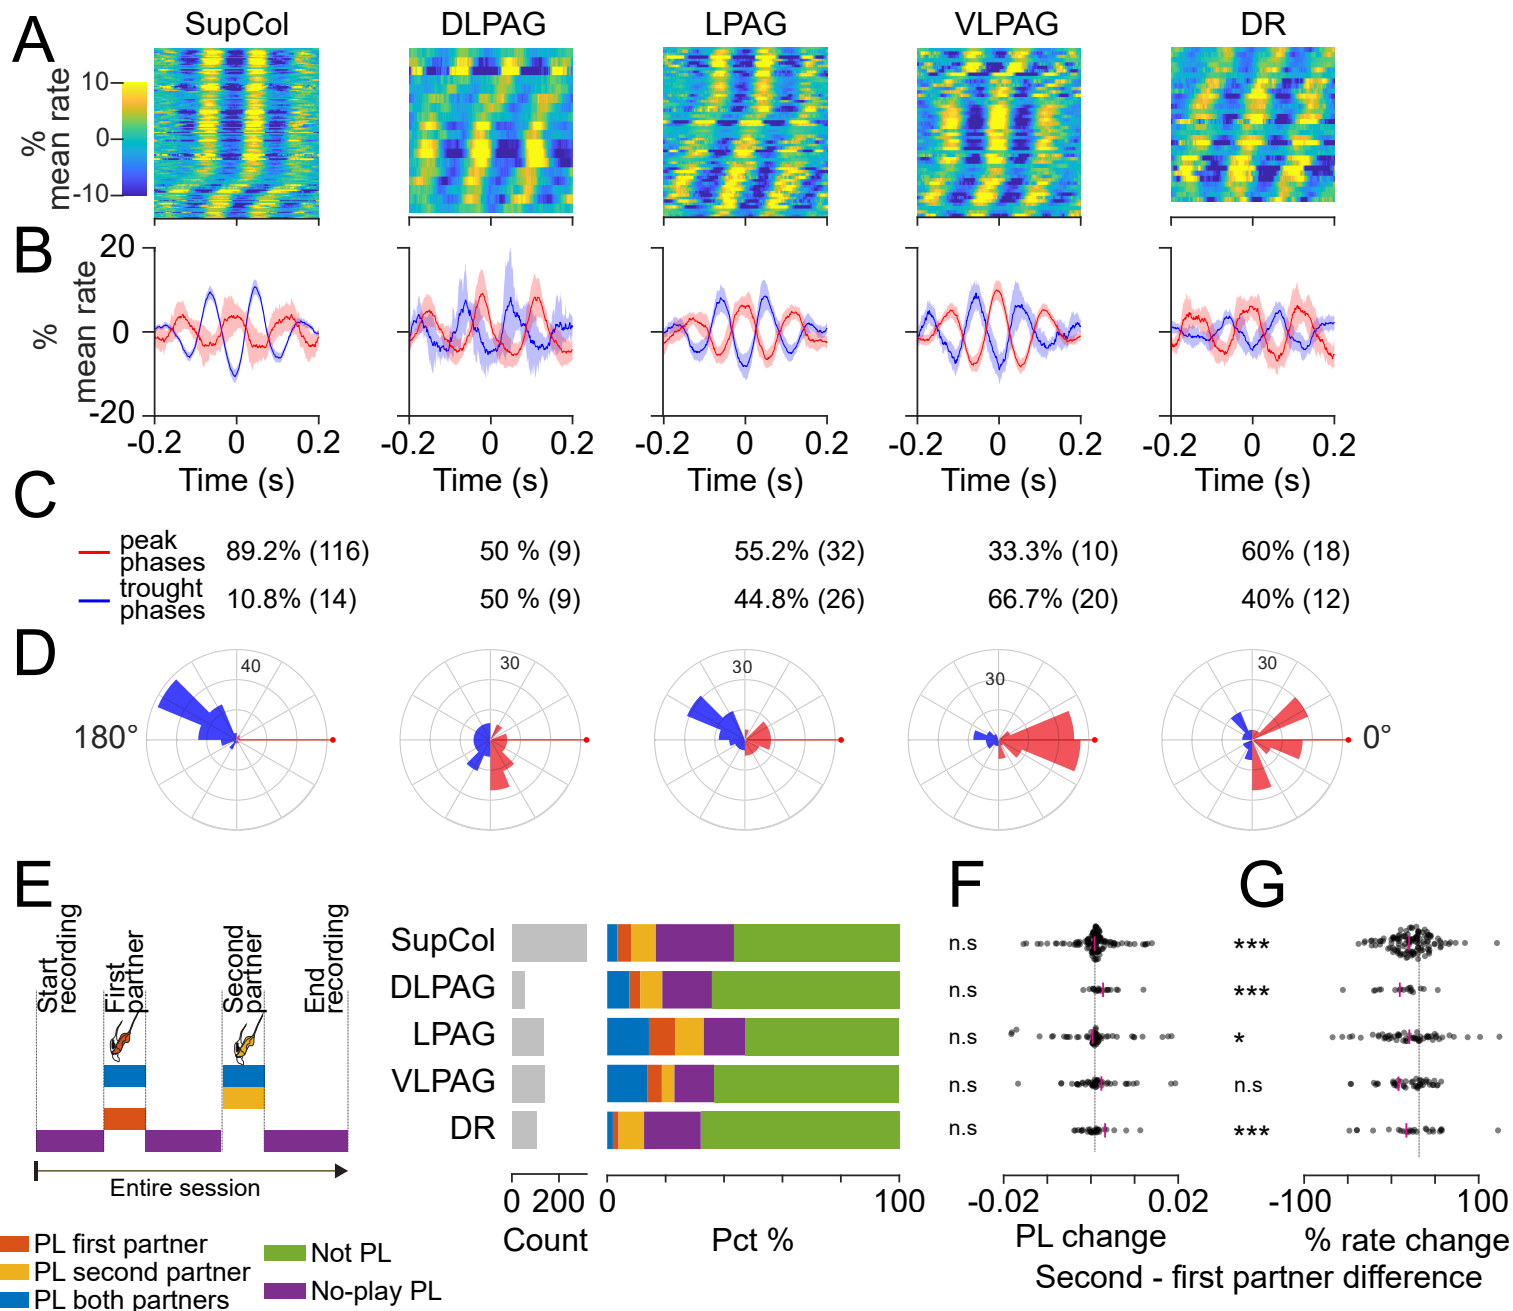 A
SupCol
DLPAG
LPAG
VLPAG
DR
%
mean rate
10
0
-10
B
%
mean rate
20
0
-20
-0.2 0 0.2
-0.2 0 0.2
-0.2 0 0.2
-0.2 0 0.2
-0.2 0 0.2
Time (s)
Time (s)
Time (s)
Time (s)
Time (s)
C
peak
phases
89.2% (116)
50 % (9)
55.2% (32)
33.3% (10)
60% (18)
trought
phases
10.8% (14)
50 % (9)
44.8% (26)
66.7% (20)
40% (12)
D
180°
40
30
30
30
30
0°
E
Start
recording
First
partner
Second
partner
End
recording
Entire session
SupCol
DLPAG
LPAG
VLPAG
DR
0 200
Count
0 100
Pct %
PL first partner
PL second partner
PL both partners
Not PL
No-play PL
F
n.s
n.s
n.s
n.s
n.s
-0.02 0.02
PL change
G
***
***
*
n.s
***
-100 100
% rate change
Second - first partner difference